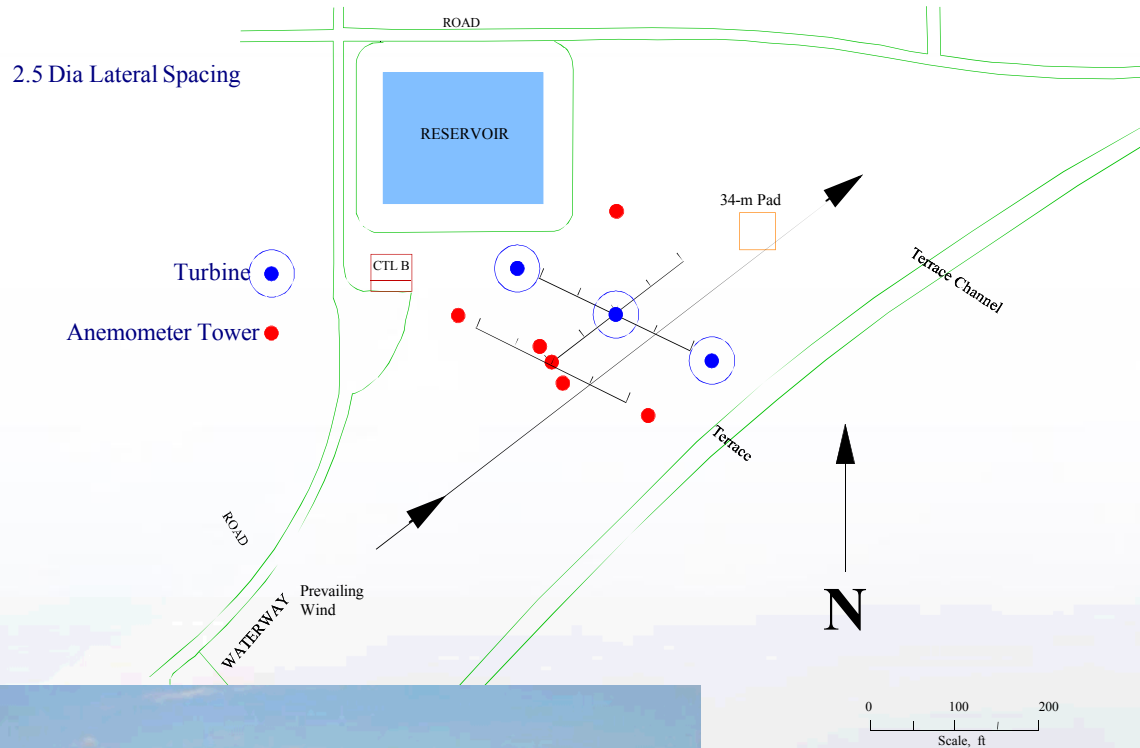 ROAD
2.5 Dia Lateral Spacing
RESERVOIR
34-m Pad
Turbine
CTL B
Terrace Channel
Anemometer Tower
Terrace
ROAD
Prevailing
Wind
WATERWAY
N
0 100 200
Scale, ft